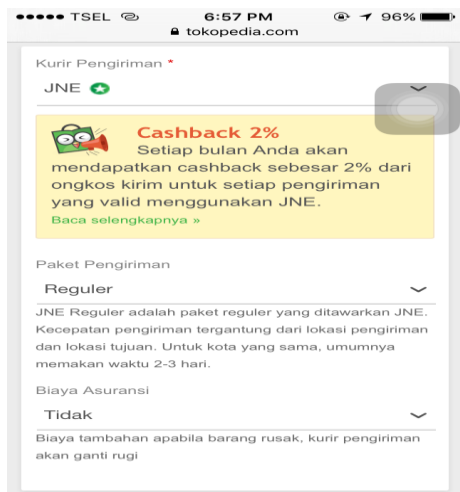 TSEL 6:57 PM 96%
tokopedia.com
Kurir Pengiriman *
JNE
Cashback 2%
Setiap bulan Anda akan
mendapatkan cashback sebesar 2% dari
ongkos kirim untuk setiap pengiriman
yang valid menggunakan JNE.
Baca selengkapnya »
Paket Pengiriman
Reguler
JNE Reguler adalah paket reguler yang ditawarkan JNE.
Kecepatan pengiriman tergantung dari lokasi pengiriman
dan lokasi tujuan. Untuk kota yang sama, umumnya
memakan waktu 2-3 hari.
Biaya Asuransi
Tidak
Biaya tambahan apabila barang rusak, kurir pengiriman
akan ganti rugi